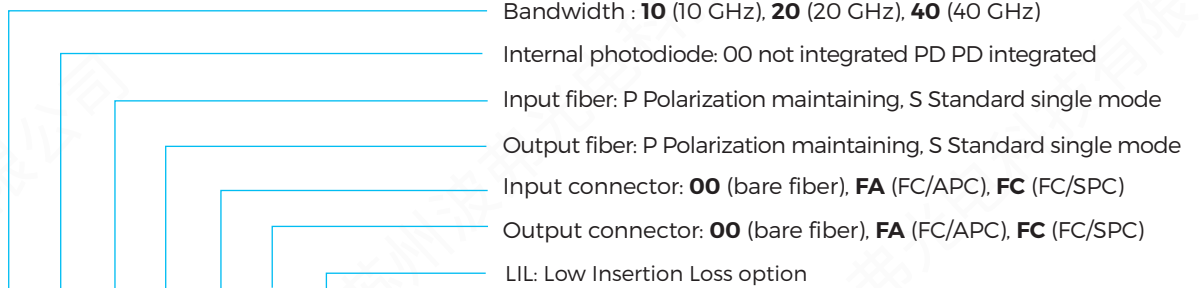 Bandwidth : 10 (10 GHz), 20 (20 GHz), 40 (40 GHz)
Internal photodiode: 00 not integrated PD PD integrated
Input fiber: P Polarization maintaining, S Standard single mode
Output fiber: P Polarization maintaining, S Standard single mode
Input connector: 00 (bare fiber), FA (FC/APC), FC (FC/SPC)
Output connector: 00 (bare fiber), FA (FC/APC), FC (FC/SPC)
LIL: Low Insertion Loss option